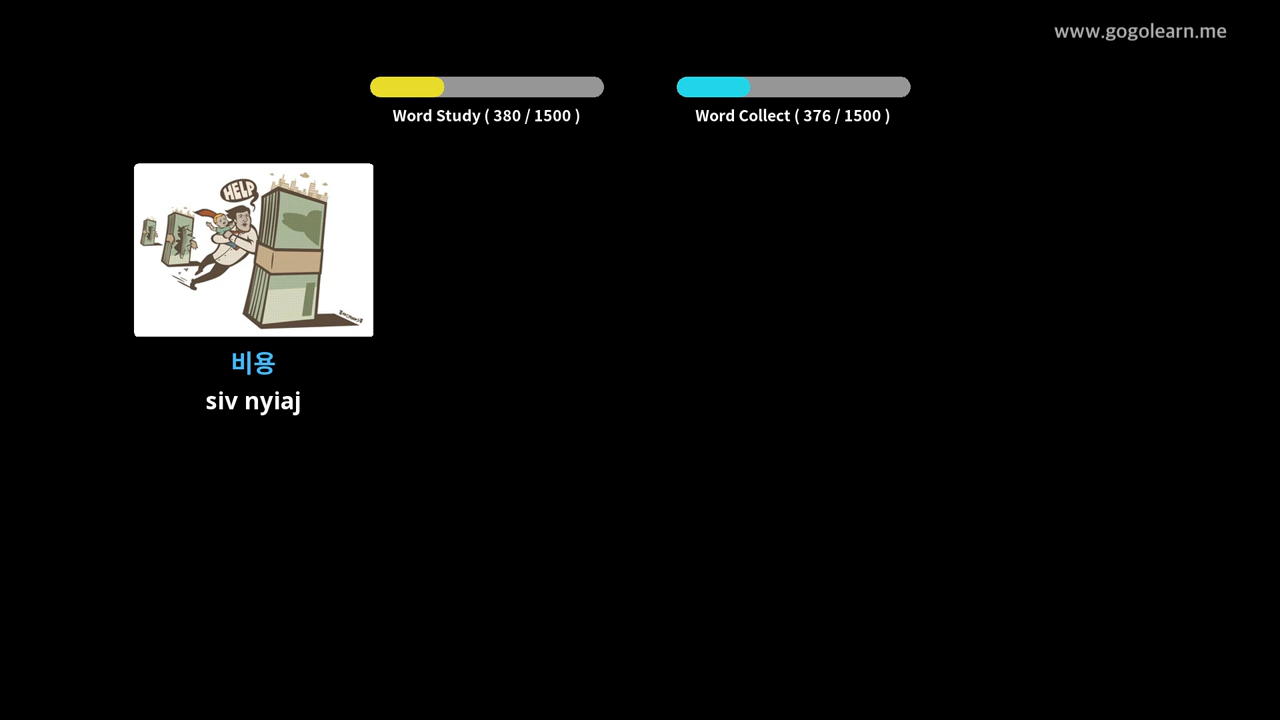 www.gogolearn.me
Word Study ( 380 / 1500 )
Word Collect ( 376 / 1500 )
HELP
비용
siv nyiaj